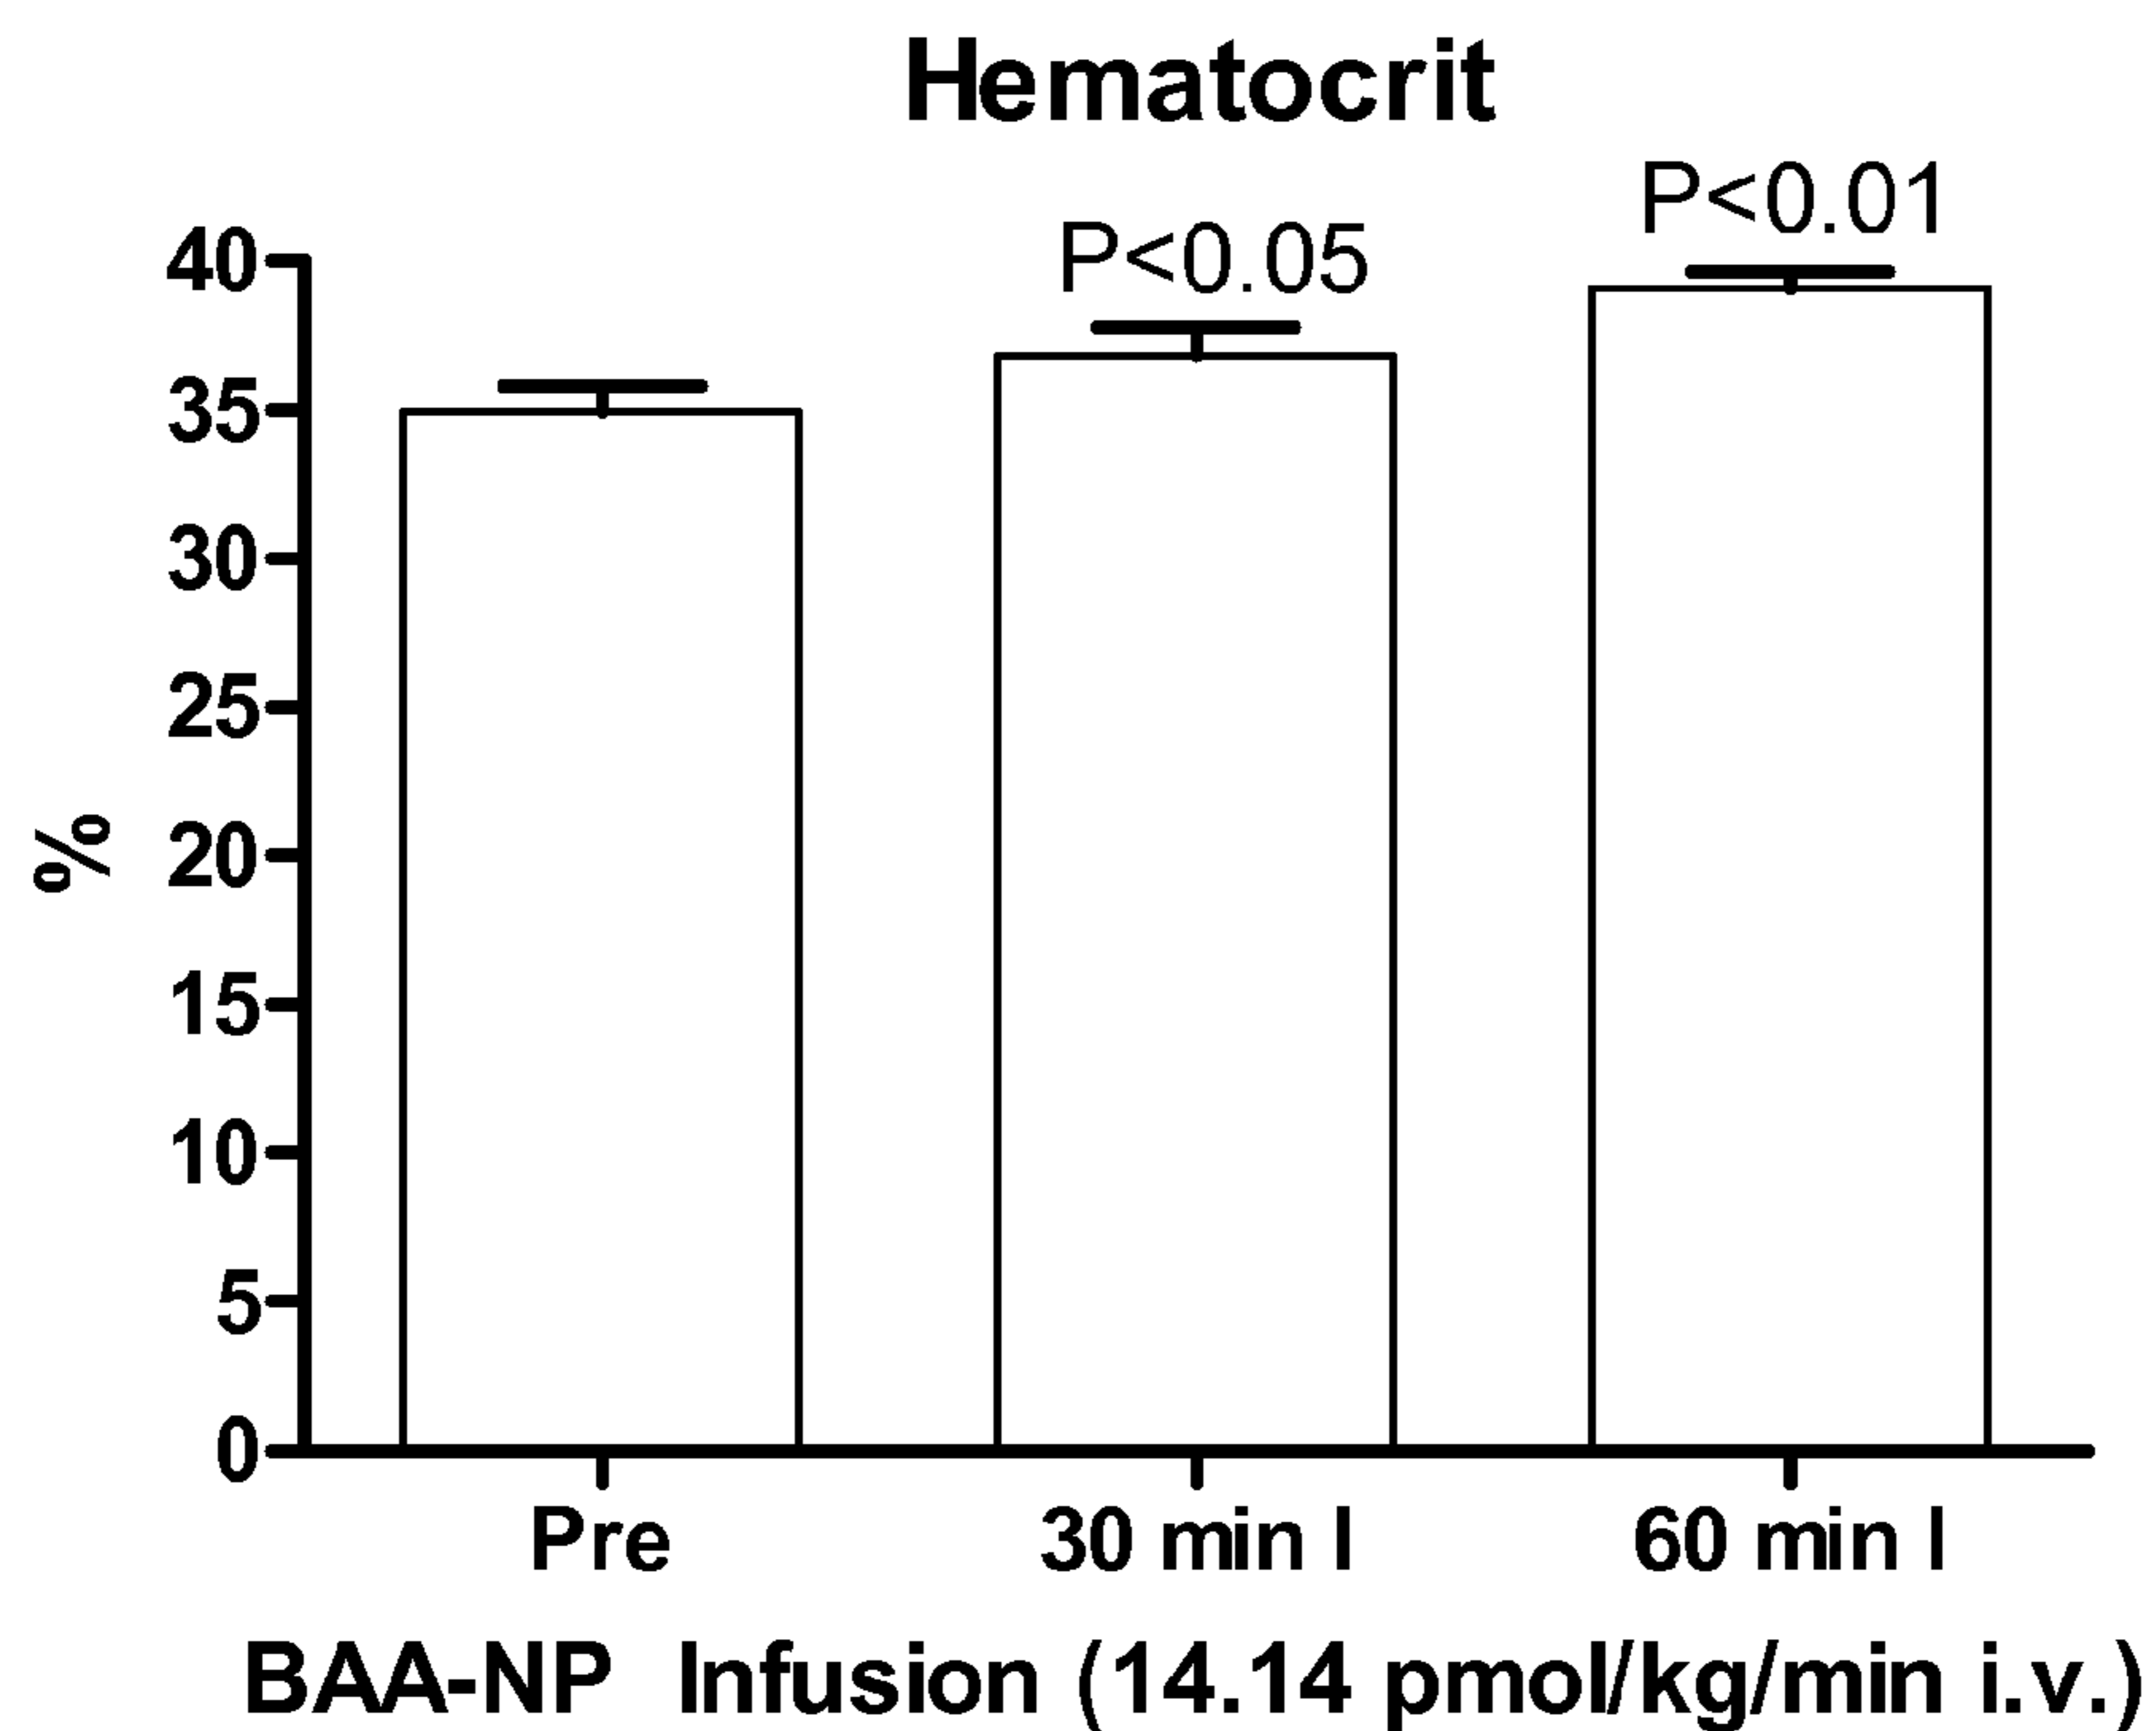 Hematocrit
P<0.01
P<0.05
40
35
30
25
20
15
10
5
0
%
Pre 30 min I 60 min I
BAA-NP Infusion (14.14 pmol/kg/min i.v.)